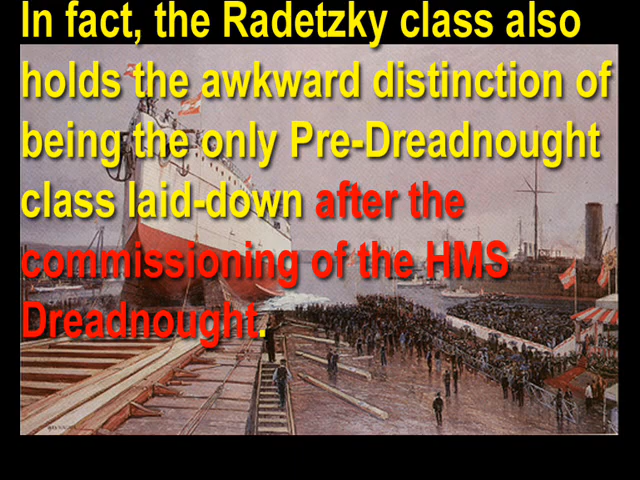 In fact, the Radetzky class also
holds the awkward distinction of
being the only Pre-Dreadnought
class laid-down after the
commissioning of the HMS
Dreadnought.